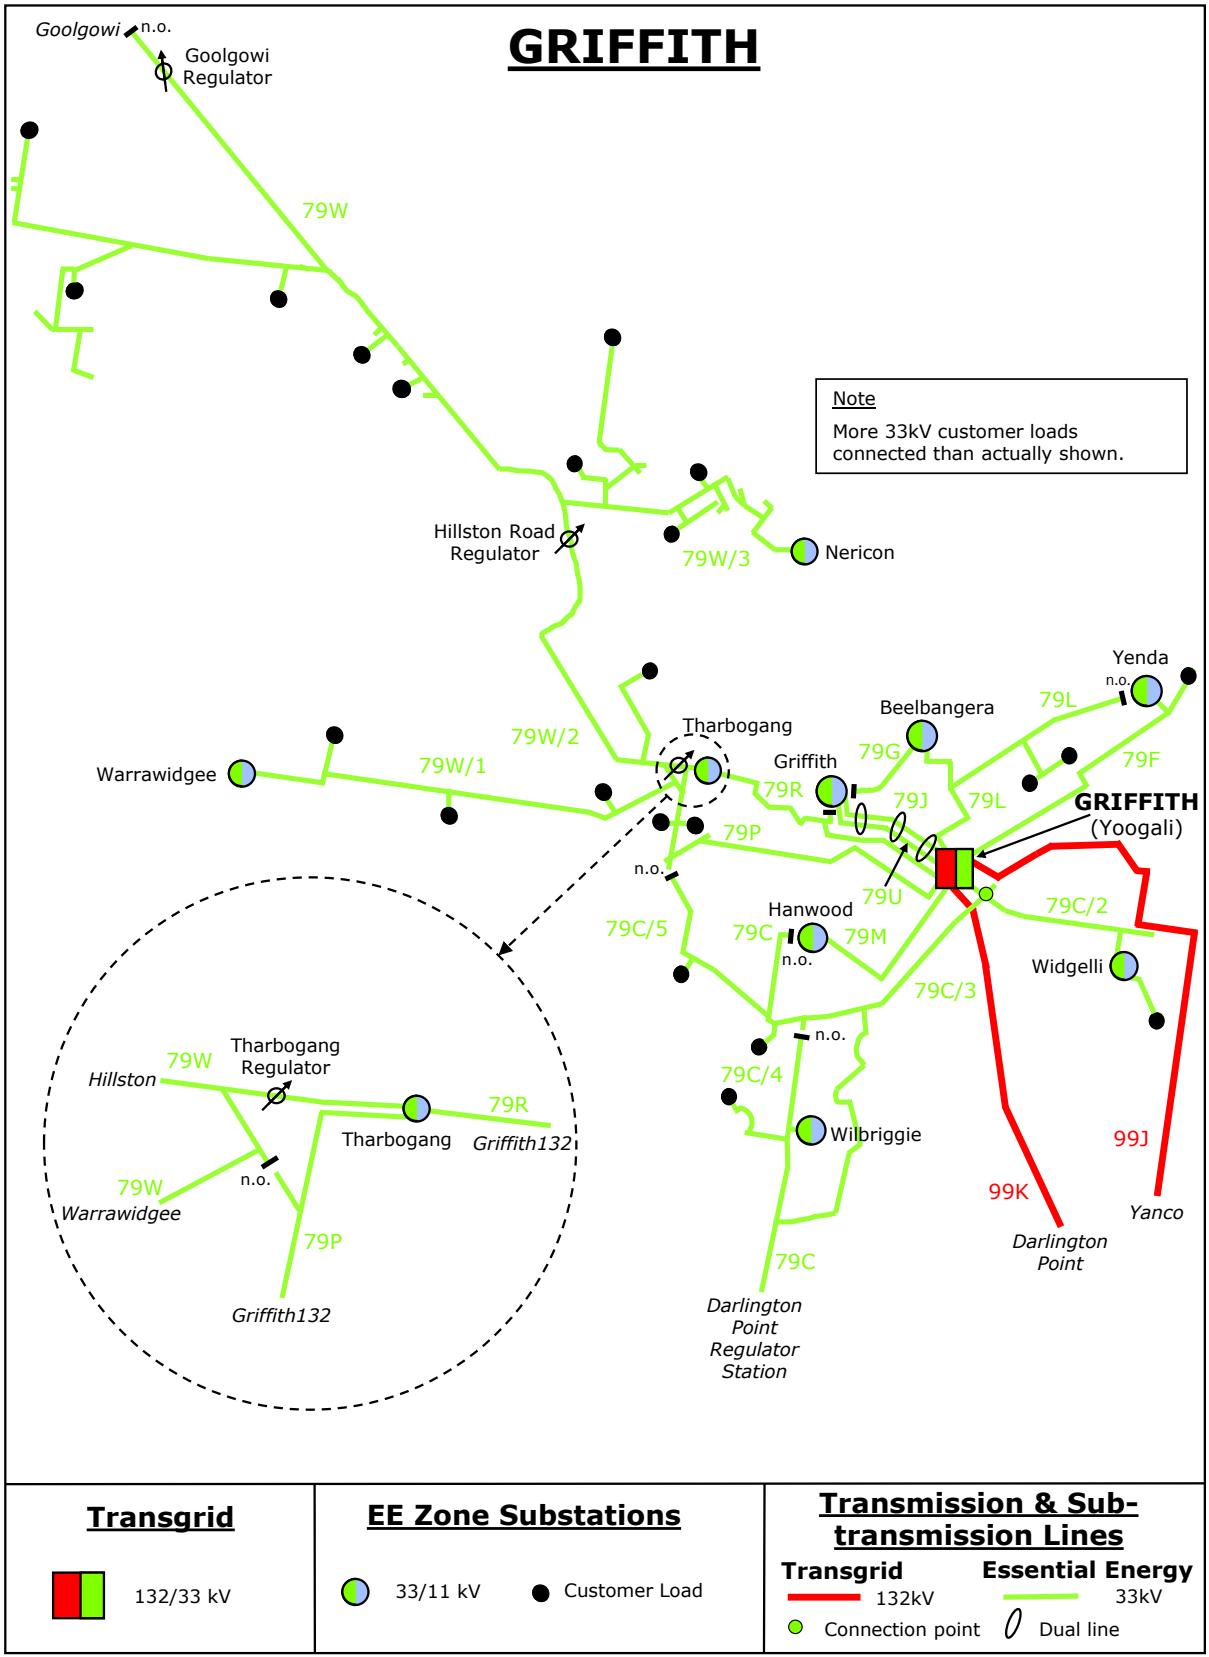 GRIFFITH
Goolgowi
n.o.
Goolgowi
Regulator
79W
Note
More 33kV customer loads
connected than actually shown.
Hillston Road
Regulator
79W/3
Nericon
Yenda
n.o.
79L
Beelbangera
79G
79F
Tharbogang
79W/2
Griffith
Warrawidgee
79W/1
79R
79J
79L
GRIFFITH
(Yoogali)
79P
n.o.
79U
79C/5
Hanwood
79C
n.o.
79M
79C/2
Widgelli
79C/3
n.o.
79C/4
Wilbriggie
99J
99K
Yanco
Darlington
Point
79C
Darlington
Point
Regulator
Station
Tharbogang
Regulator
79W
Hillston
79R
Tharbogang
Griffith132
n.o.
79W
Warrawidgee
79P
Griffith132
Transgrid
132/33 kV
EE Zone Substations
33/11 kV
Customer Load
Transmission & Sub-
transmission Lines
Transgrid
Essential Energy
132kV
33kV
Connection point
Dual line